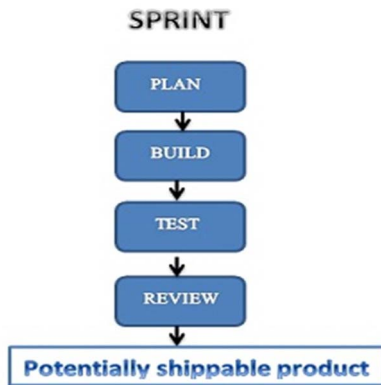 SPRINT
PLAN
BUILD
TEST
REVIEW
Potentially shippable product